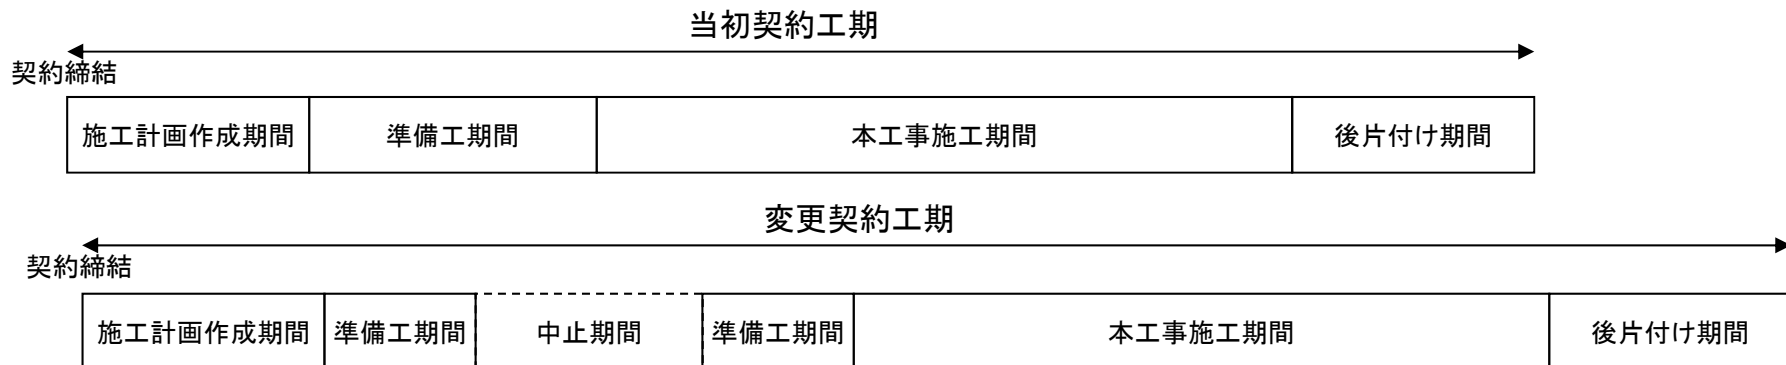 当初契約工期
契約締結
施工計画作成期間 準備工期間 本工事施工期間 後片付け期間
変更契約工期
契約締結
施工計画作成期間 準備工期間 中止期間 準備工期間 本工事施工期間 後片付け期間